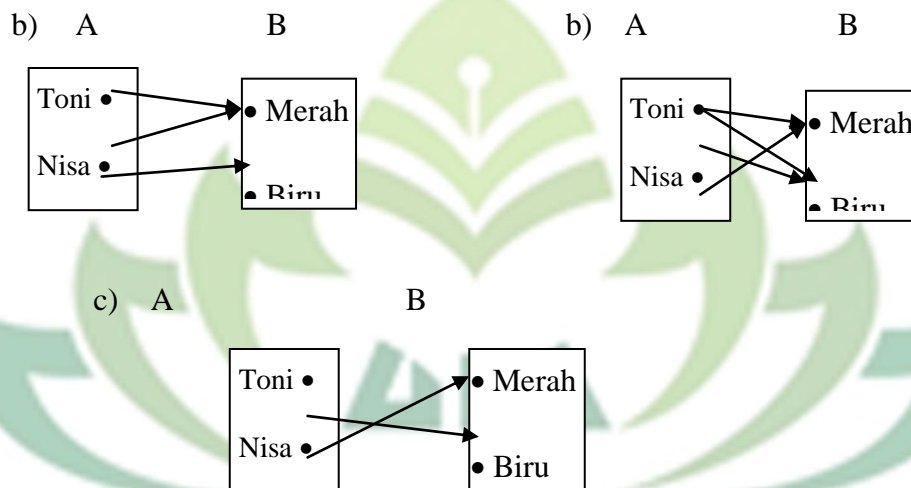 b) A B
b) A B
Toni
Merah
Nisa
Biru
Toni
Merah
Nisa
Biru
c) A B
Toni
Merah
Nisa
Biru